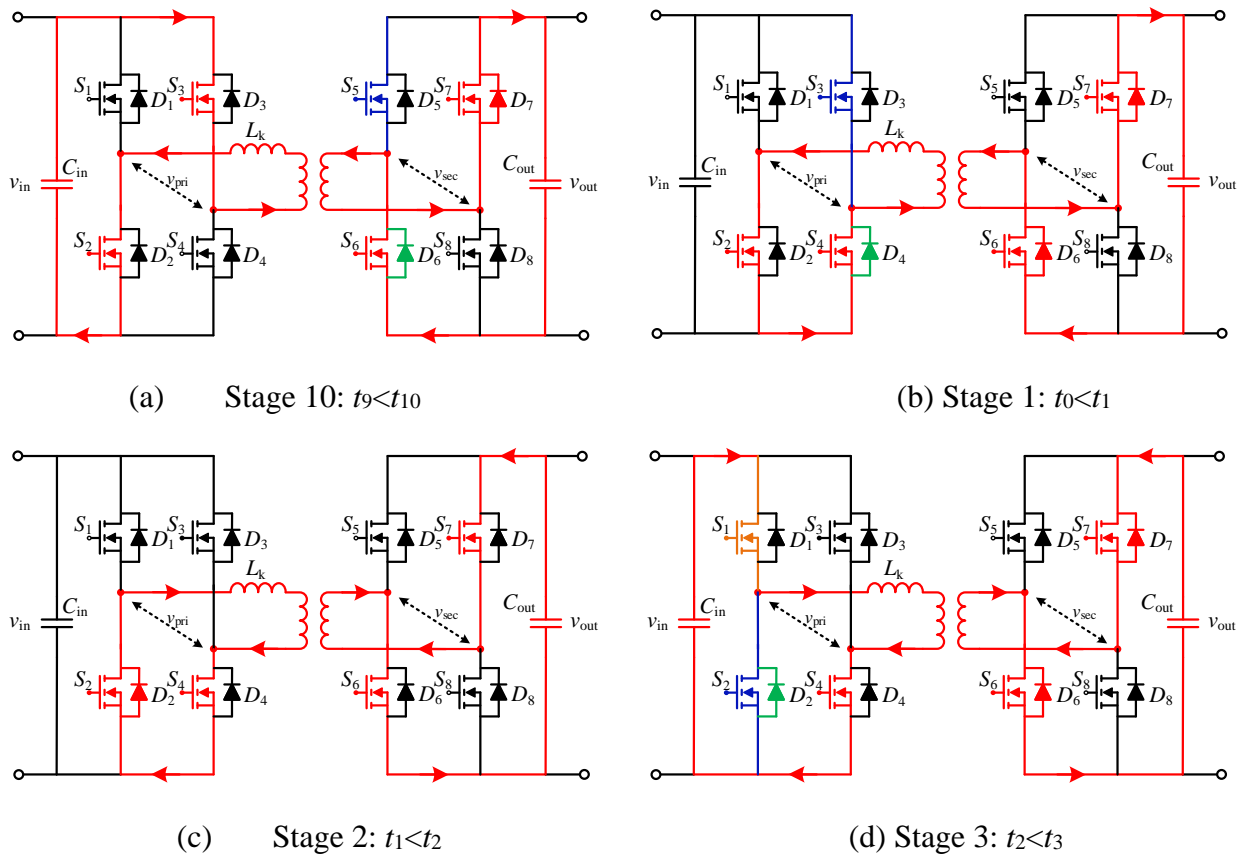 S1 D1 S3 D3 S5 D5 S7 D7
Lk
vin Cin vpri vsec Cout vout
S2 D2 S4 D4 S6 D6 S8 D8
(a) Stage 10: t9<t10
S1 D1 S3 D3 S5 D5 S7 D7
Lk
vin Cin vpri vsec Cout vout
S2 D2 S4 D4 S6 D6 S8 D8
(b) Stage 1: t0<t1
S1 D1 S3 D3 S5 D5 S7 D7
Lk
vin Cin vpri vsec Cout vout
S2 D2 S4 D4 S6 D6 S8 D8
(c) Stage 2: t1<t2
S1 D1 S3 D3 S5 D5 S7 D7
Lk
vin Cin vpri vsec Cout vout
S2 D2 S4 D4 S6 D6 S8 D8
(d) Stage 3: t2<t3